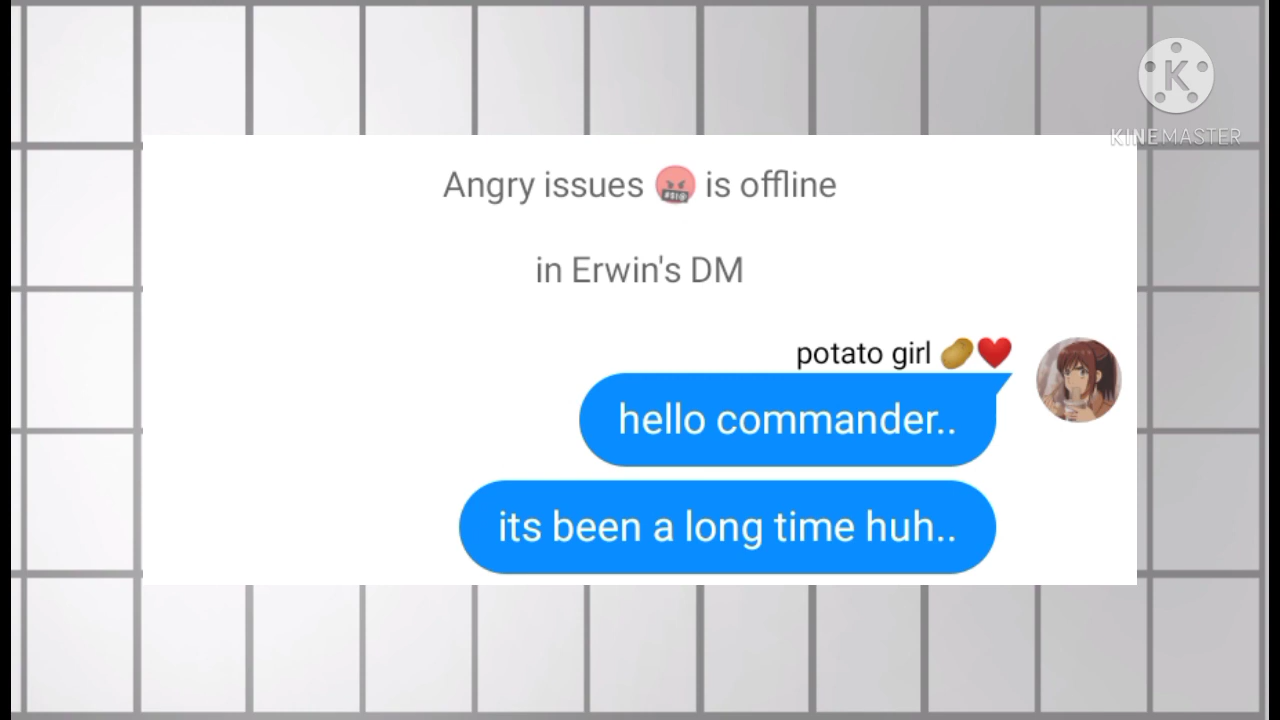 K
KINEMASTER
Angry issues 🤬 is offline
in Erwin's DM
potato girl 🥔❤️
hello commander..
its been a long time huh..